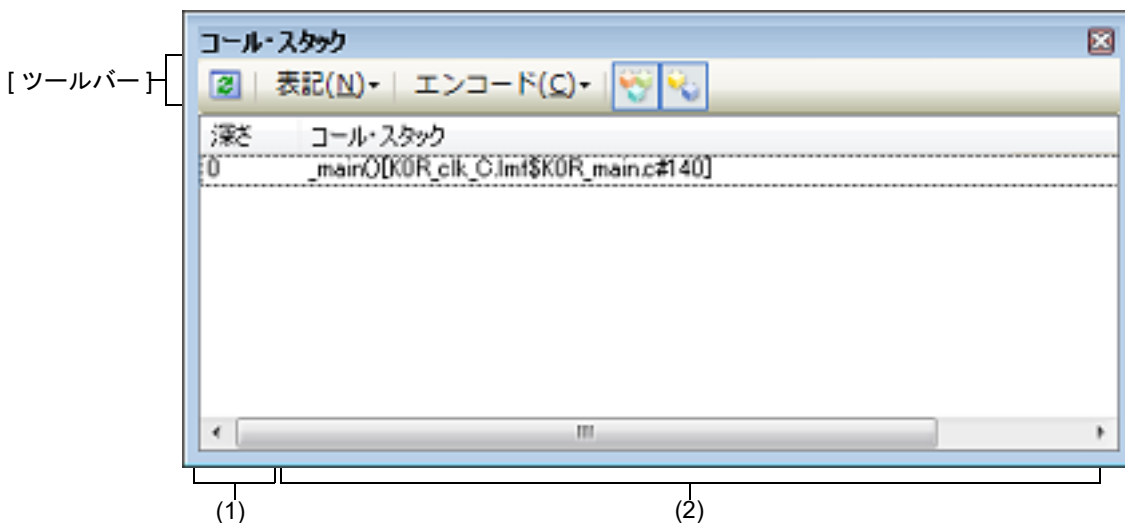 コール・スタック
[ ツールバー ]
表記(N) エンコード(C)
深さ コール・スタック
0 _main()[K0R_clk_C.lmf$K0R_main.c#140]
(1) (2)